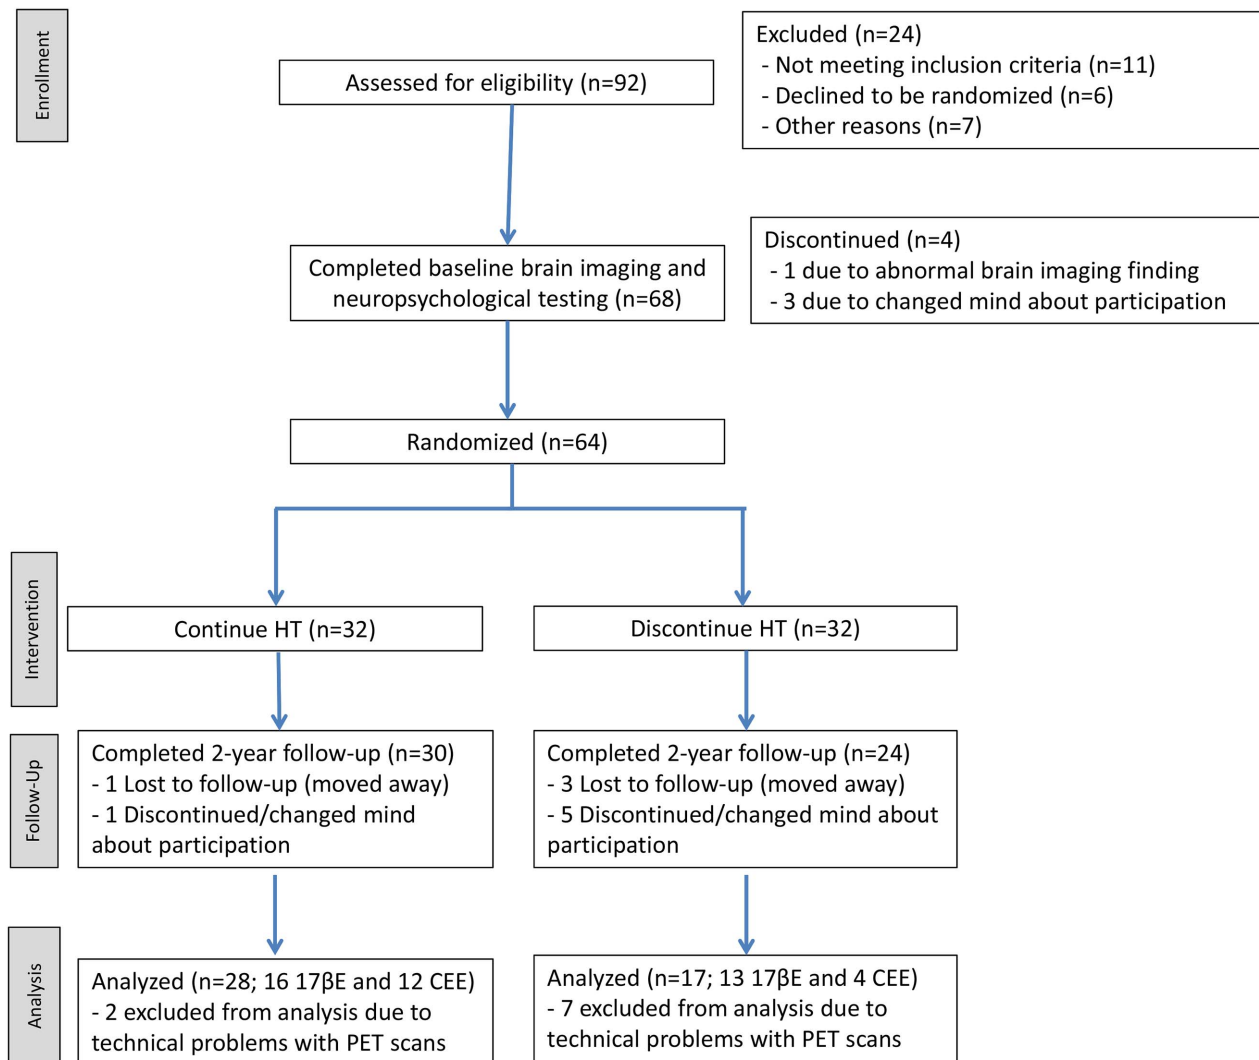 Enrollment
Assessed for eligibility (n=92)
Excluded (n=24)
- Not meeting inclusion criteria (n=11)
- Declined to be randomized (n=6)
- Other reasons (n=7)
Completed baseline brain imaging and
neuropsychological testing (n=68)
Discontinued (n=4)
- 1 due to abnormal brain imaging finding
- 3 due to changed mind about participation
Randomized (n=64)
Intervention
Continue HT (n=32)
Discontinue HT (n=32)
Follow-Up
Completed 2-year follow-up (n=30)
- 1 Lost to follow-up (moved away)
- 1 Discontinued/changed mind
about participation
Completed 2-year follow-up (n=24)
- 3 Lost to follow-up (moved away)
- 5 Discontinued/changed mind about
participation
Analysis
Analyzed (n=28; 16 17βE and 12 CEE)
- 2 excluded from analysis due to
technical problems with PET scans
Analyzed (n=17; 13 17βE and 4 CEE)
- 7 excluded from analysis due to
technical problems with PET scans